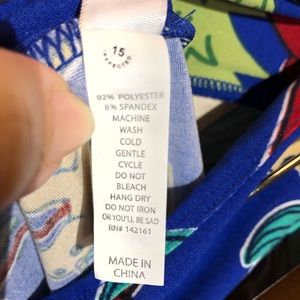 15
INSPECTED
92% POLYESTER
8% SPANDEX
MACHINE
WASH
COLD
GENTLE
CYCLE
DO NOT
BLEACH
HANG DRY
DO NOT IRON
OR YOU'LL BE SAD
RN# 142161
MADE IN
CHINA